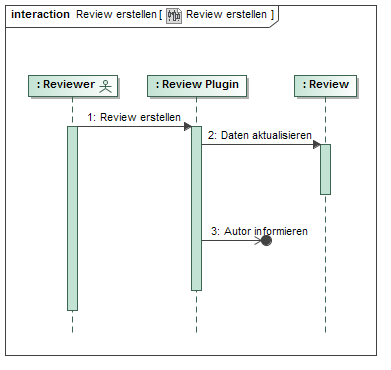 interaction Review erstellen [ Review erstellen ]
: Reviewer
: Review Plugin
: Review
1: Review erstellen
2: Daten aktualisieren
3: Autor informieren